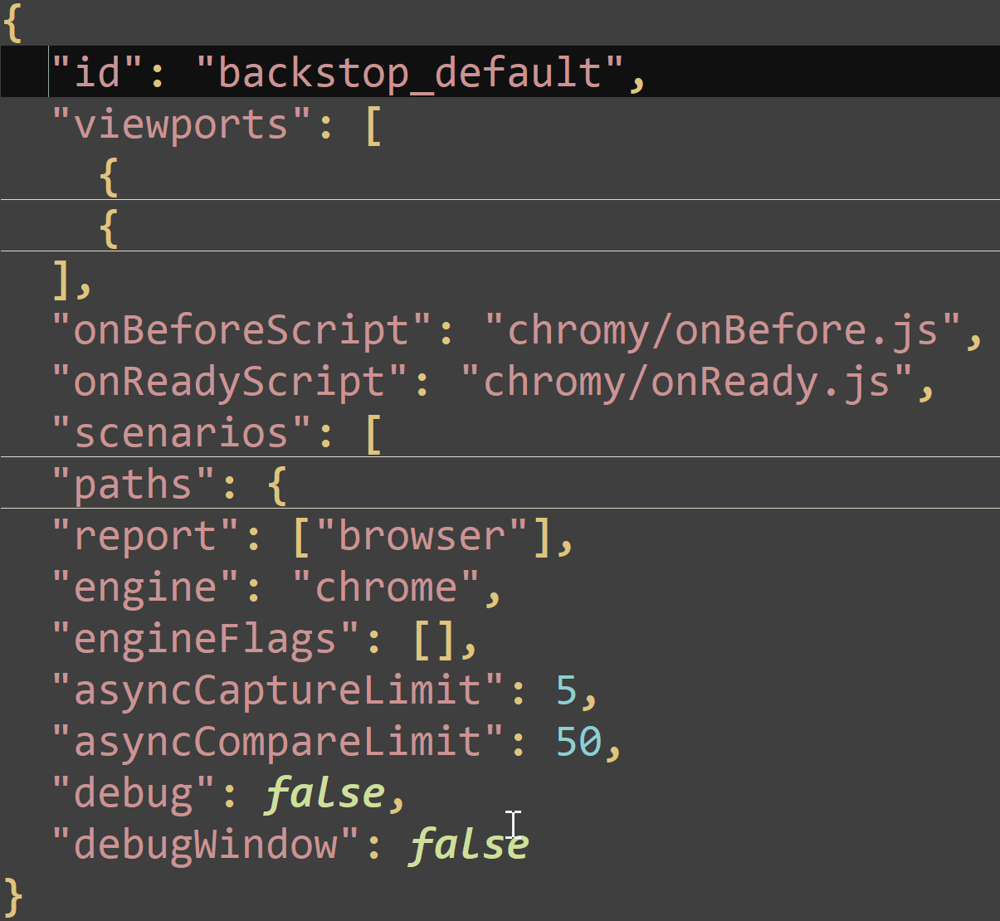 {
  "id": "backstop_default",
  "viewports": [
    {
    {
  ],
  "onBeforeScript": "chromy/onBefore.js",
  "onReadyScript": "chromy/onReady.js",
  "scenarios": [
  "paths": {
  "report": ["browser"],
  "engine": "chrome",
  "engineFlags": [],
  "asyncCaptureLimit": 5,
  "asyncCompareLimit": 50,
  "debug": false,
  "debugWindow": false
}